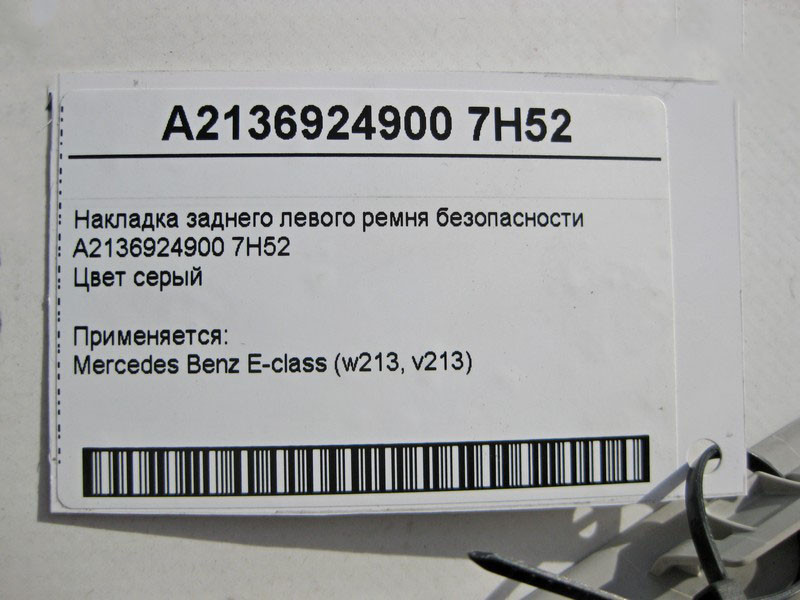 A2136924900 7H52
Накладка заднего левого ремня безопасности
A2136924900 7H52
Цвет серый
Применяется:
Mercedes Benz E-class (w213, v213)